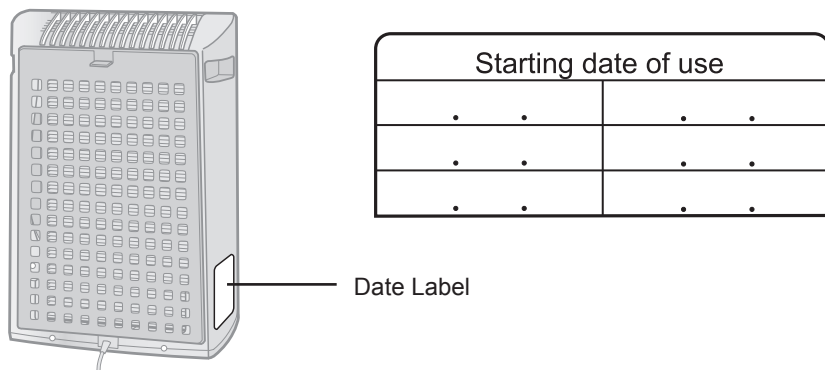 Starting date of use
. . . .
. . . .
. . . .
Date Label